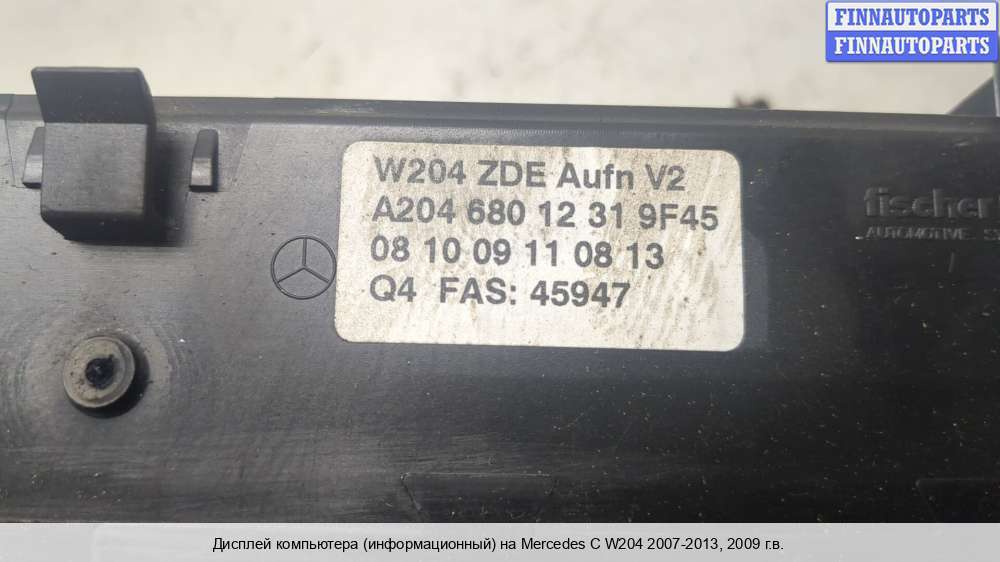 FINNAUTOPARTS
FINNAUTOPARTS
W204 ZDE Aufn V2
A204 680 12 31 9F45
08 10 09 11 08 13
Q4 FAS: 45947
fischer
AUTOMOTIVE
Дисплей компьютера (информационный) на Mercedes C W204 2007-2013, 2009 г.в.